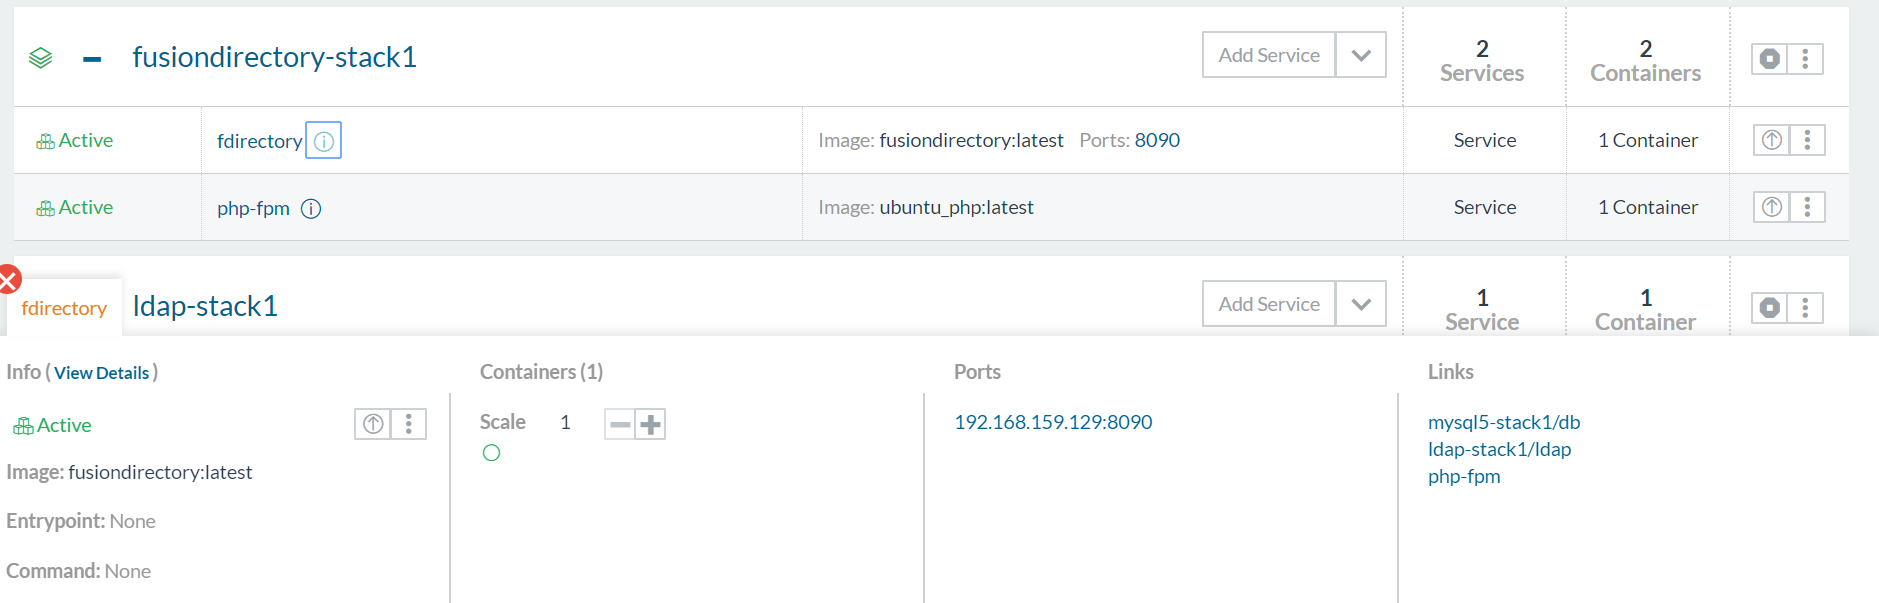 fusiondirectory-stack1 Add Service 2 Services 2 Containers
Active fdirectory Image: fusiondirectory:latest Ports: 8090 Service 1 Container
Active php-fpm Image: ubuntu_php:latest Service 1 Container
fdirectory ldap-stack1 Add Service 1 Service 1 Container
Info ( View Details )
Active
Image: fusiondirectory:latest
Entrypoint: None
Command: None
Containers (1)
Scale 1
Ports
192.168.159.129:8090
Links
mysql5-stack1/db
ldap-stack1/ldap
php-fpm